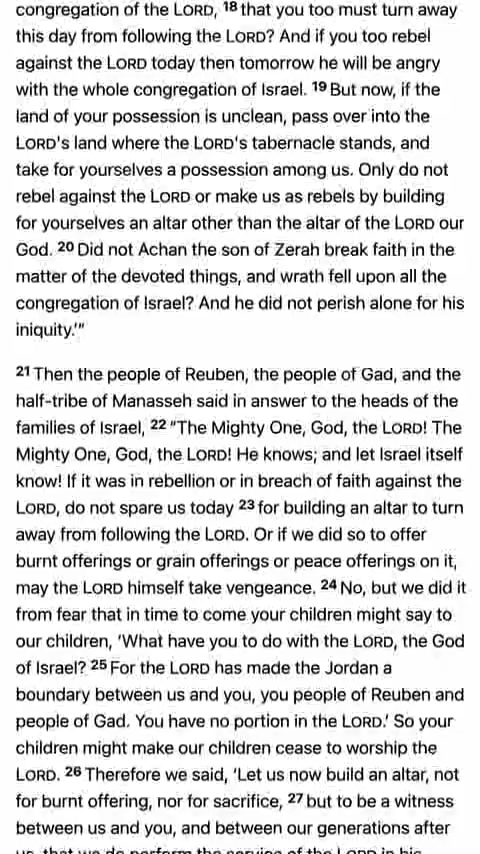 congregation of the LORD, 18 that you too must turn away
this day from following the LORD? And if you too rebel
against the LORD today then tomorrow he will be angry
with the whole congregation of Israel. 19 But now, if the
land of your possession is unclean, pass over into the
LORD's land where the LORD's tabernacle stands, and
take for yourselves a possession among us. Only do not
rebel against the LORD or make us as rebels by building
for yourselves an altar other than the altar of the LORD our
God. 20 Did not Achan the son of Zerah break faith in the
matter of the devoted things, and wrath fell upon all the
congregation of Israel? And he did not perish alone for his
iniquity.'"
21 Then the people of Reuben, the people of Gad, and the
half-tribe of Manasseh said in answer to the heads of the
families of Israel, 22 "The Mighty One, God, the LORD! The
Mighty One, God, the LORD! He knows; and let Israel itself
know! If it was in rebellion or in breach of faith against the
LORD, do not spare us today 23 for building an altar to turn
away from following the LORD. Or if we did so to offer
burnt offerings or grain offerings or peace offerings on it,
may the LORD himself take vengeance. 24 No, but we did it
from fear that in time to come your children might say to
our children, 'What have you to do with the LORD, the God
of Israel? 25 For the LORD has made the Jordan a
boundary between us and you, you people of Reuben and
people of Gad. You have no portion in the LORD.' So your
children might make our children cease to worship the
LORD. 26 Therefore we said, 'Let us now build an altar, not
for burnt offering, nor for sacrifice, 27 but to be a witness
between us and you, and between our generations after
us, that we do perform the service of the LORD in his